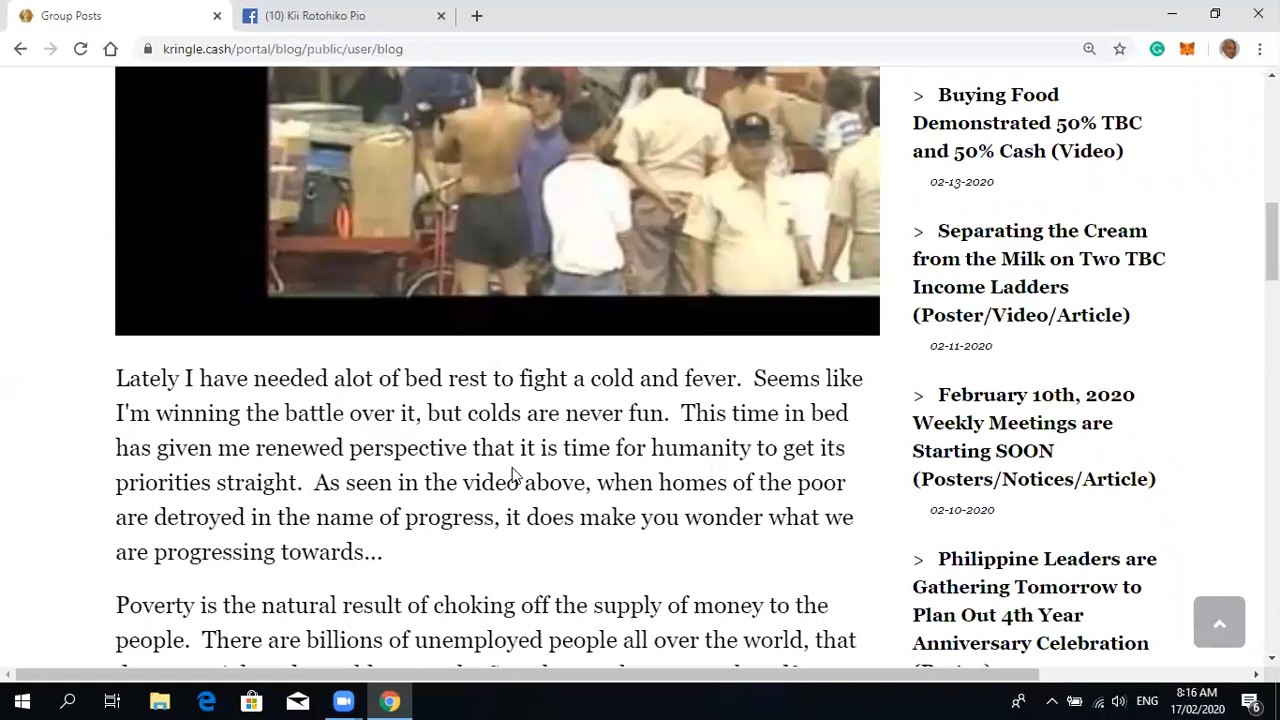 Group Posts
(10) Kii Rotohiko Pio
kringle.cash/portal/blog/public/user/blog
Lately I have needed alot of bed rest to fight a cold and fever. Seems like
I'm winning the battle over it, but colds are never fun. This time in bed
has given me renewed perspective that it is time for humanity to get its
priorities straight. As seen in the video above, when homes of the poor
are detroyed in the name of progress, it does make you wonder what we
are progressing towards...
Poverty is the natural result of choking off the supply of money to the
people. There are billions of unemployed people all over the world, that
> Buying Food
Demonstrated 50% TBC
and 50% Cash (Video)
02-13-2020
> Separating the Cream
from the Milk on Two TBC
Income Ladders
(Poster/Video/Article)
02-11-2020
> February 10th, 2020
Weekly Meetings are
Starting SOON
(Posters/Notices/Article)
02-10-2020
> Philippine Leaders are
Gathering Tomorrow to
Plan Out 4th Year
Anniversary Celebration
ENG
8:16 AM
17/02/2020
6